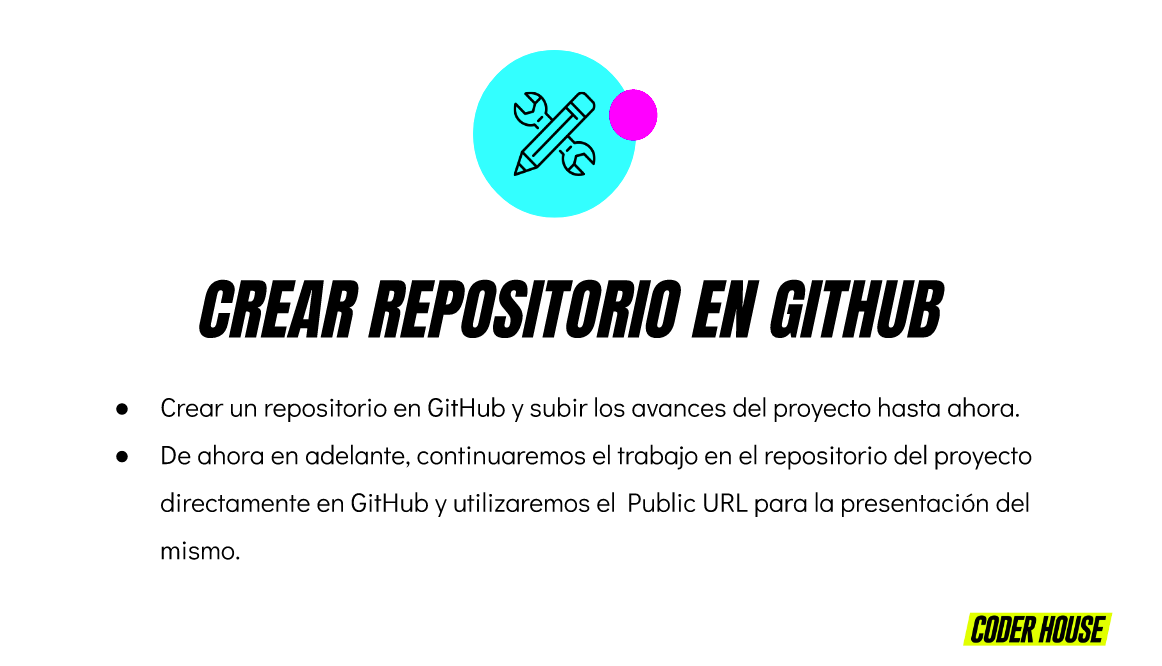 CREAR REPOSITORIO EN GITHUB
● Crear un repositorio en GitHub y subir los avances del proyecto hasta ahora.
● De ahora en adelante, continuaremos el trabajo en el repositorio del proyecto
directamente en GitHub y utilizaremos el  Public URL para la presentación del
mismo.
CODER HOUSE